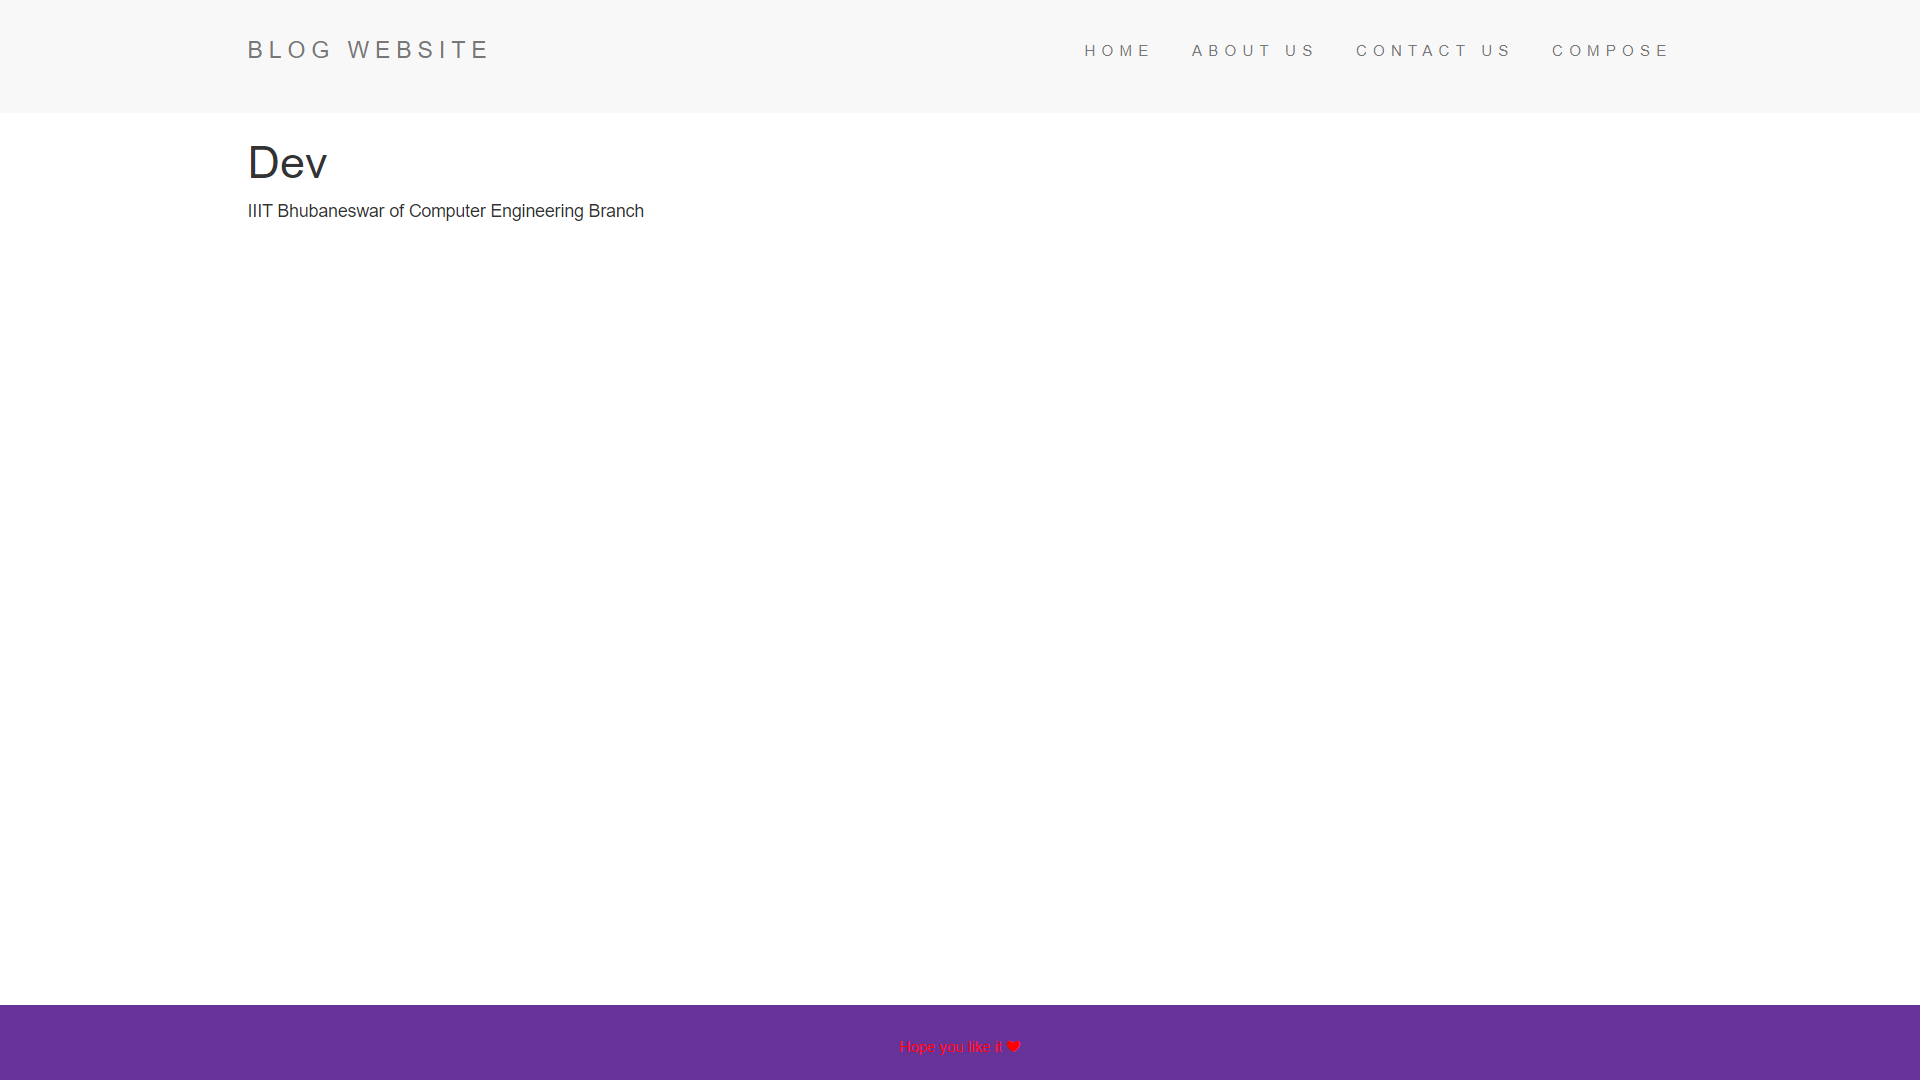 BLOG WEBSITE
HOME ABOUT US CONTACT US COMPOSE
Dev
IIIT Bhubaneswar of Computer Engineering Branch
Hope you like it ❤